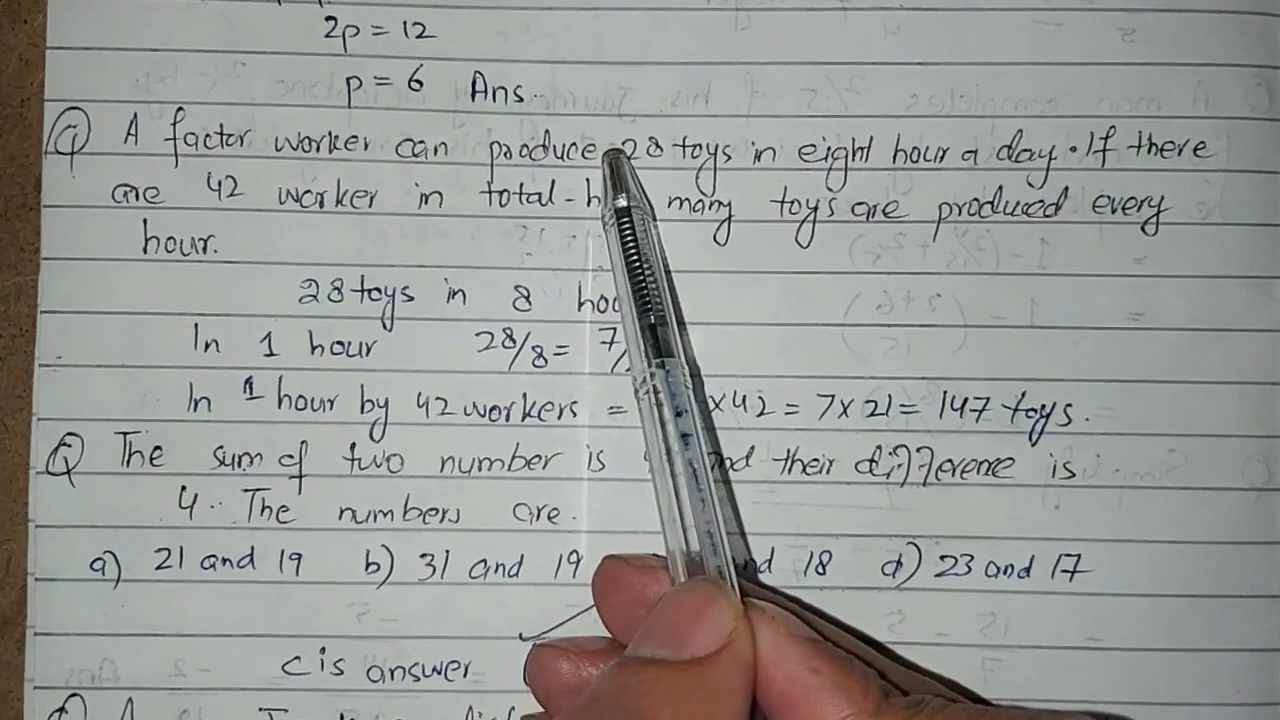 2p = 12
p = 6 Ans.
Q A factor worker can produce 28 toys in eight hour a day. If there
are 42 worker in total - many toys are produced every
hour.
28 toys in 8
In 1 hour 28/8 = 7/
In 1 hour by 42 workers = x42 = 7x21 = 147 toys.
Q The sum of two number is their difference is
4. The numbers are.
a) 21 and 19 b) 31 and 19 18 d) 23 and 17
C is answer